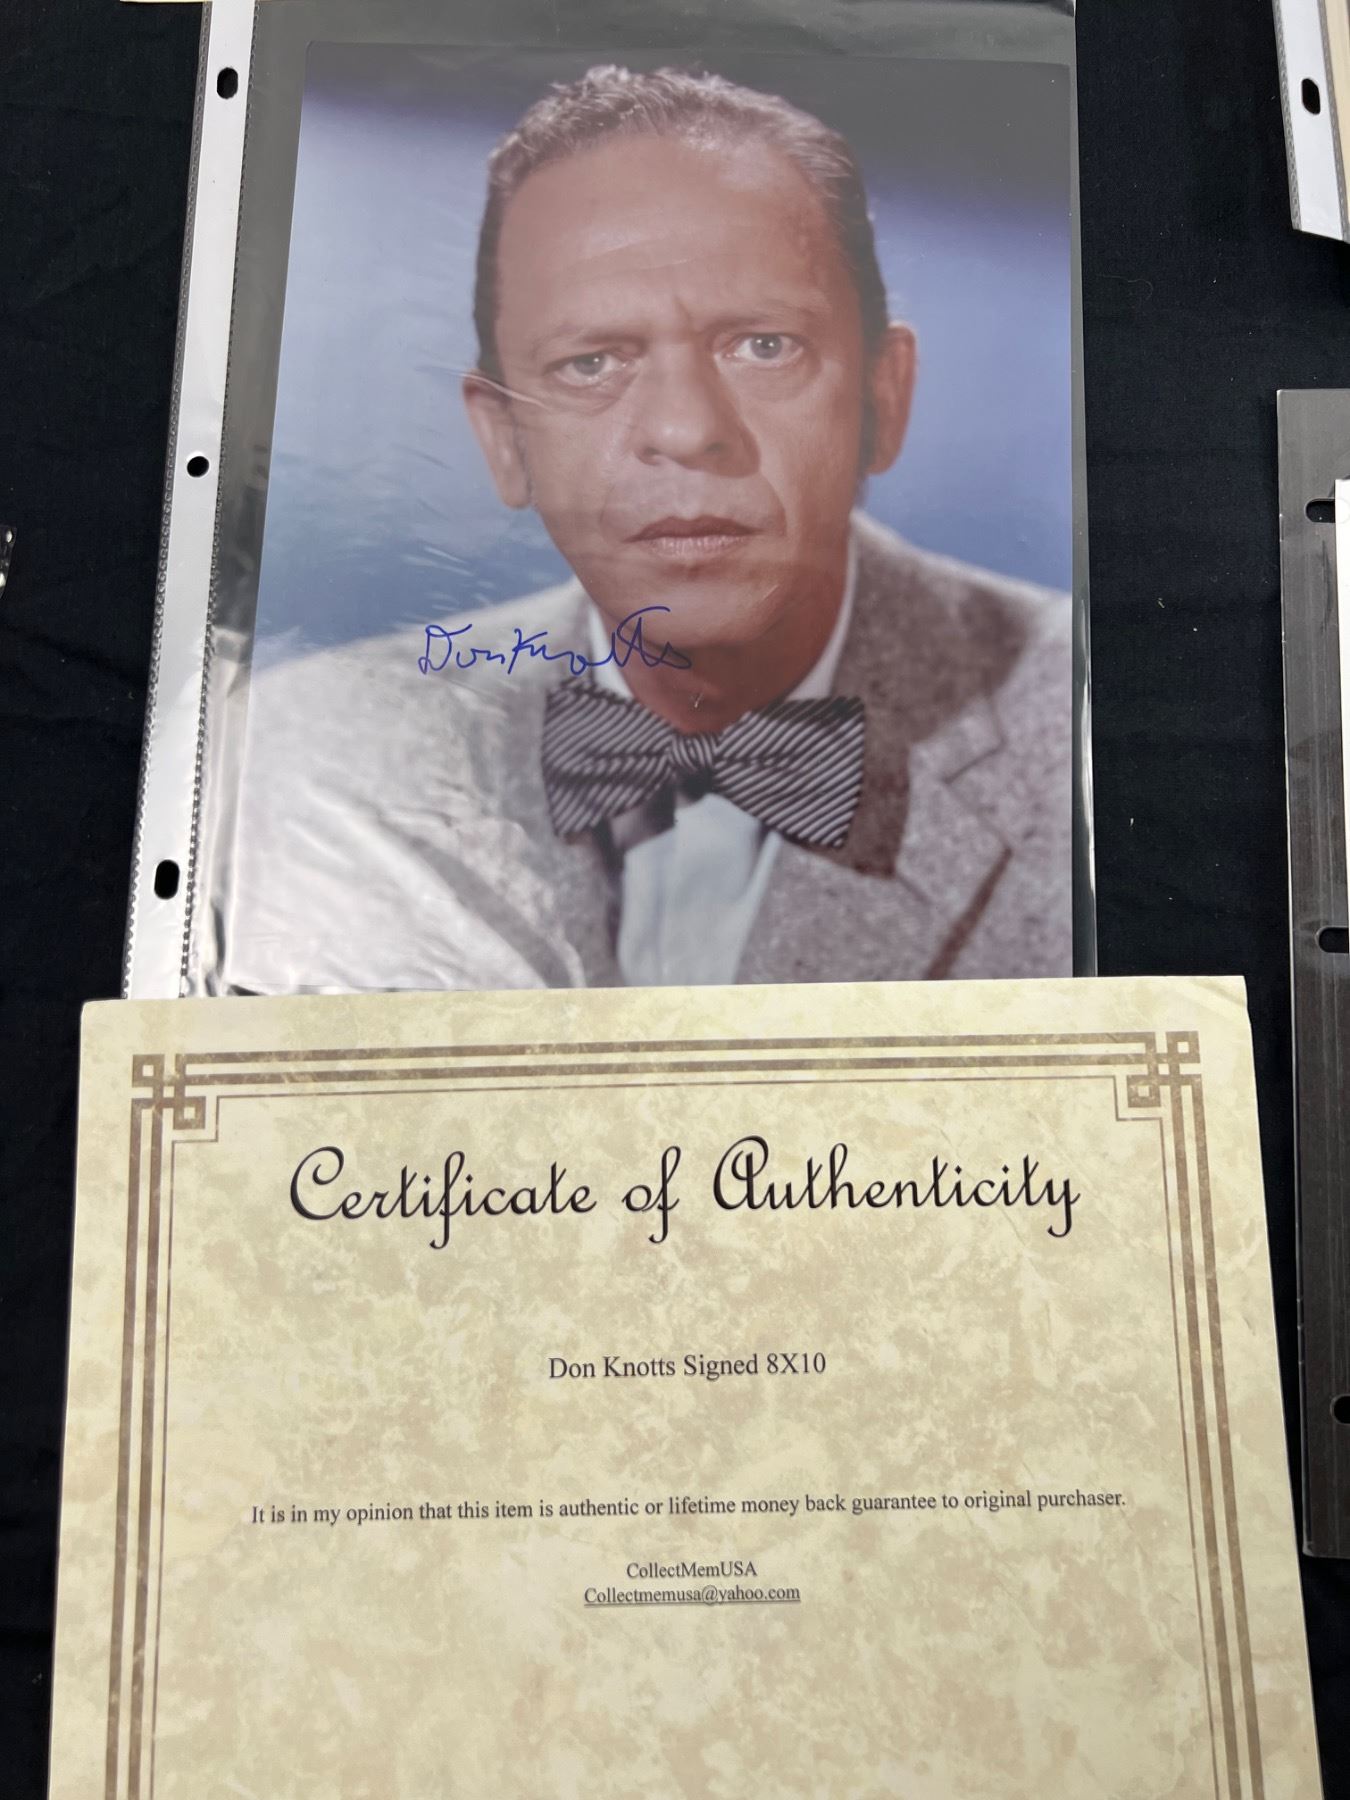 Don Knotts
Certificate of Authenticity
Don Knotts Signed 8X10
It is in my opinion that this item is authentic or lifetime money back guarantee to original purchaser.
CollectMemUSA
Collectmemusa@yahoo.com